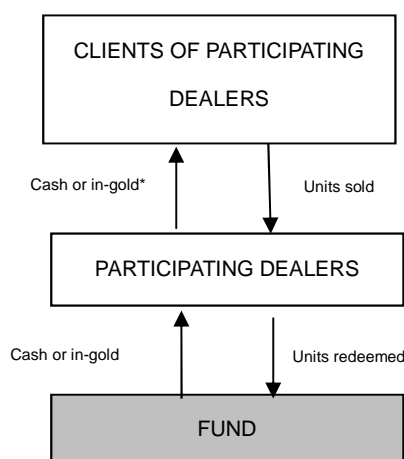 CLIENTS OF PARTICIPATING
DEALERS
Cash or in-gold*
Units sold
PARTICIPATING DEALERS
Cash or in-gold
Units redeemed
FUND